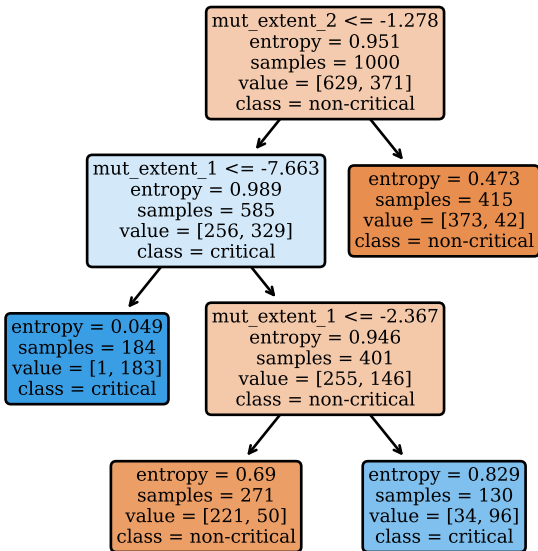 mut_extent_2 <= -1.278
entropy = 0.951
samples = 1000
value = [629, 371]
class = non-critical
mut_extent_1 <= -7.663
entropy = 0.989
samples = 585
value = [256, 329]
class = critical
entropy = 0.473
samples = 415
value = [373, 42]
class = non-critical
entropy = 0.049
samples = 184
value = [1, 183]
class = critical
mut_extent_1 <= -2.367
entropy = 0.946
samples = 401
value = [255, 146]
class = non-critical
entropy = 0.69
samples = 271
value = [221, 50]
class = non-critical
entropy = 0.829
samples = 130
value = [34, 96]
class = critical